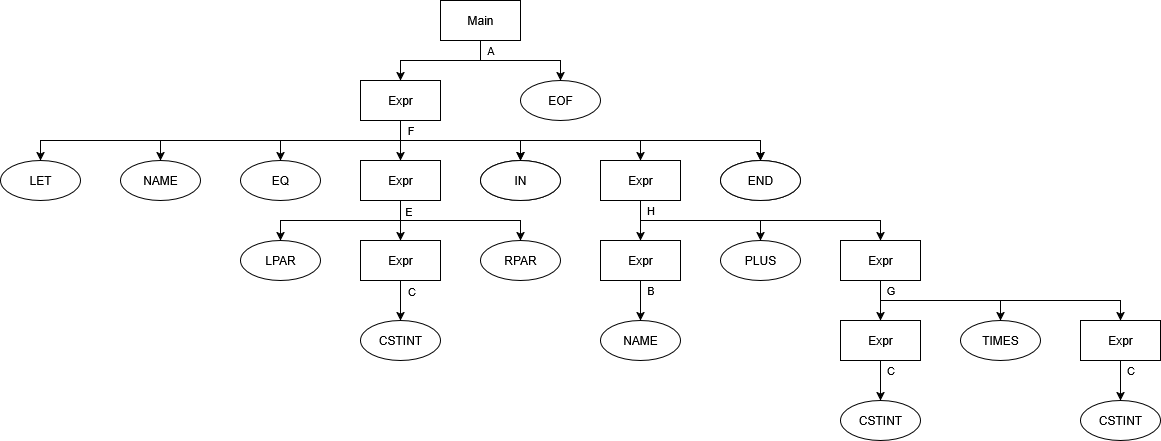 Main
A
Expr
EOF
F
LET
NAME
EQ
Expr
IN
Expr
END
E
H
LPAR
Expr
RPAR
Expr
PLUS
Expr
C
B
G
CSTINT
NAME
Expr
TIMES
Expr
C
C
CSTINT
CSTINT